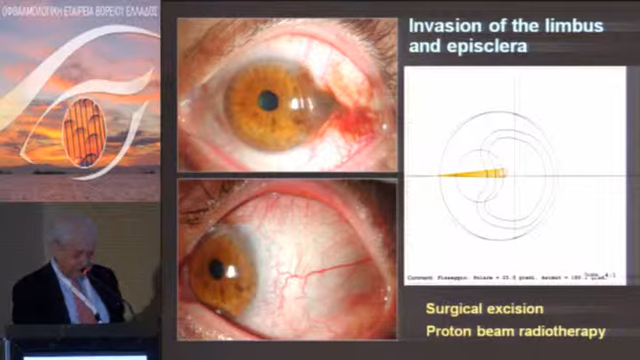 ΟΦΘΑΛΜΟΛΟΓΙΚΗ ΕΤΑΙΡΕΙΑ ΒΟΡΕΙΟΥ ΕΛΛΑΔΟΣ
Invasion of the limbus
and episclera
Surgical excision
Proton beam radiotherapy